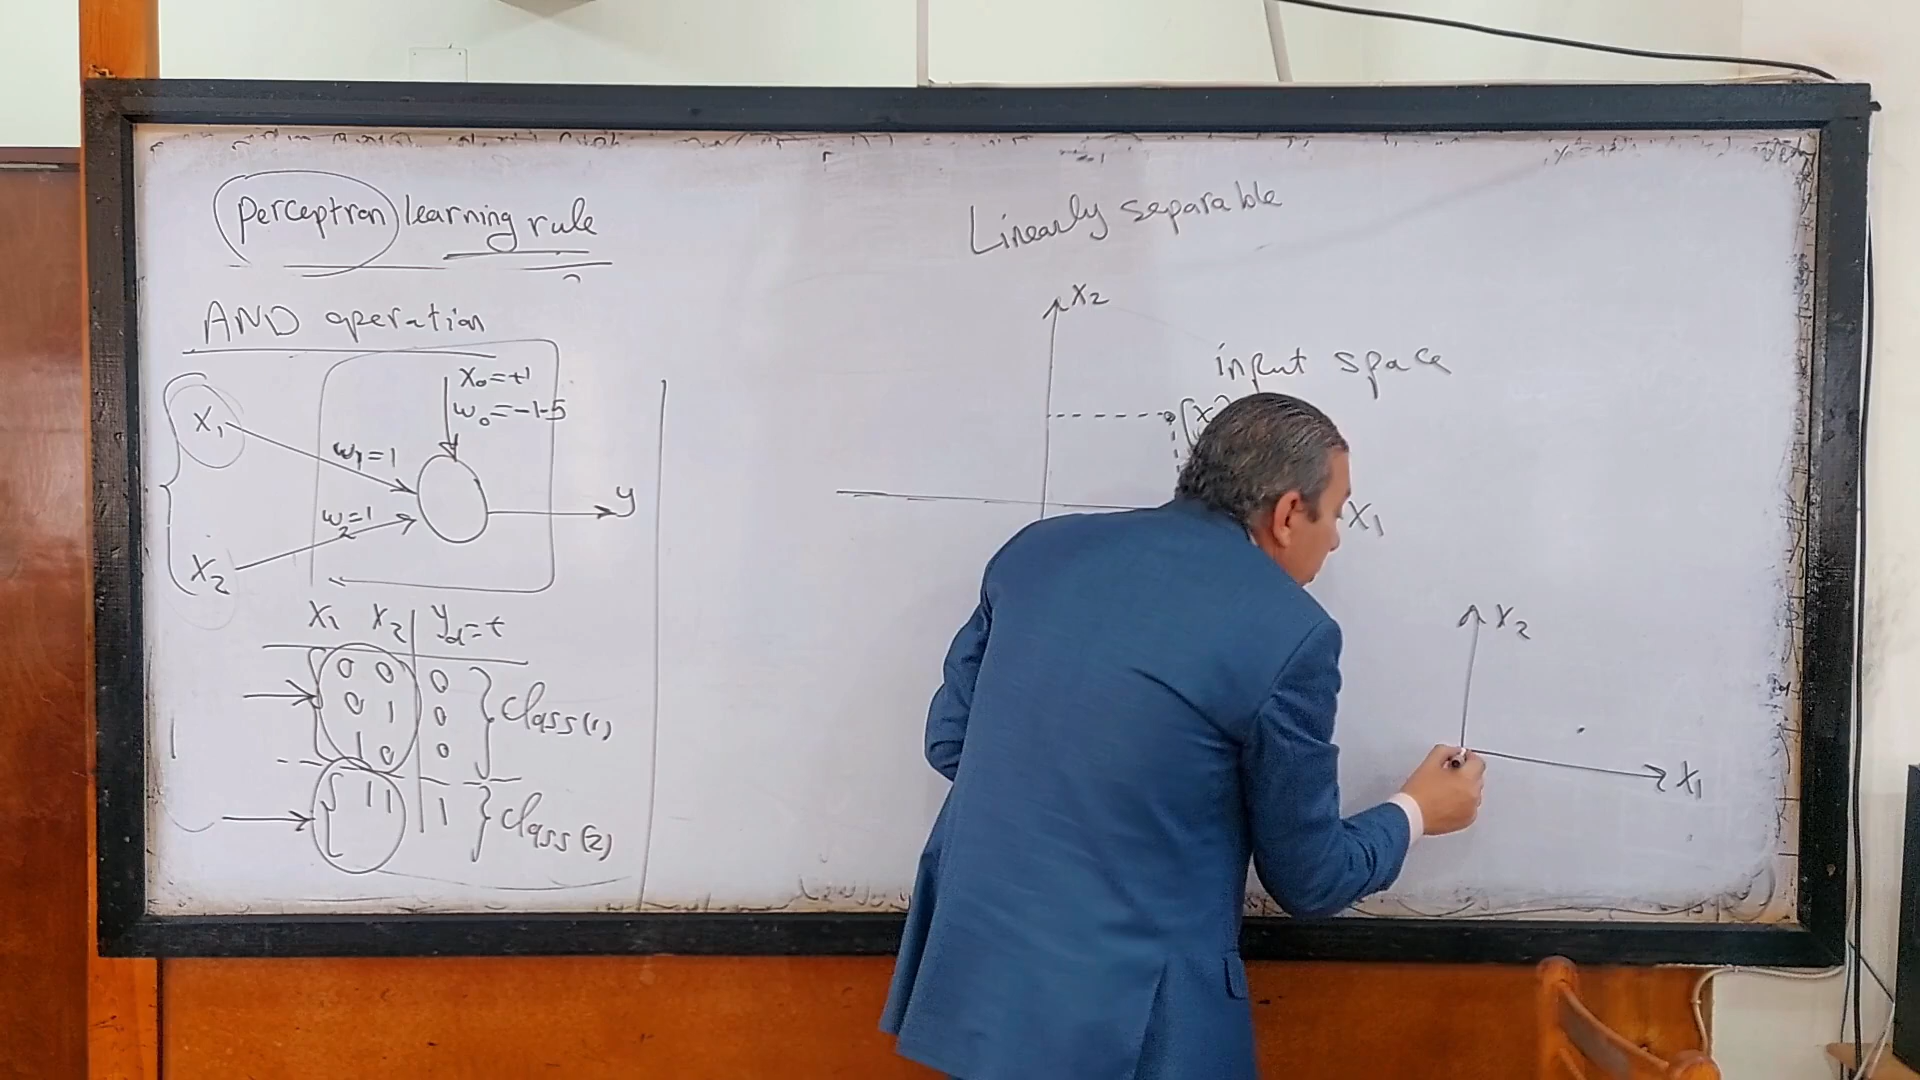 perceptron learning rule
AND operation
x₀=+1
w₀=-1.5
x₁
w₁=1
w₂=1
y
x₂
x₁ x₂ y_d=t
0 0 0
0 1 0
1 0 0
class(1)
1 1 1
class(2)
Linearly separable
x₂
input space
x₁
x₂
x₁